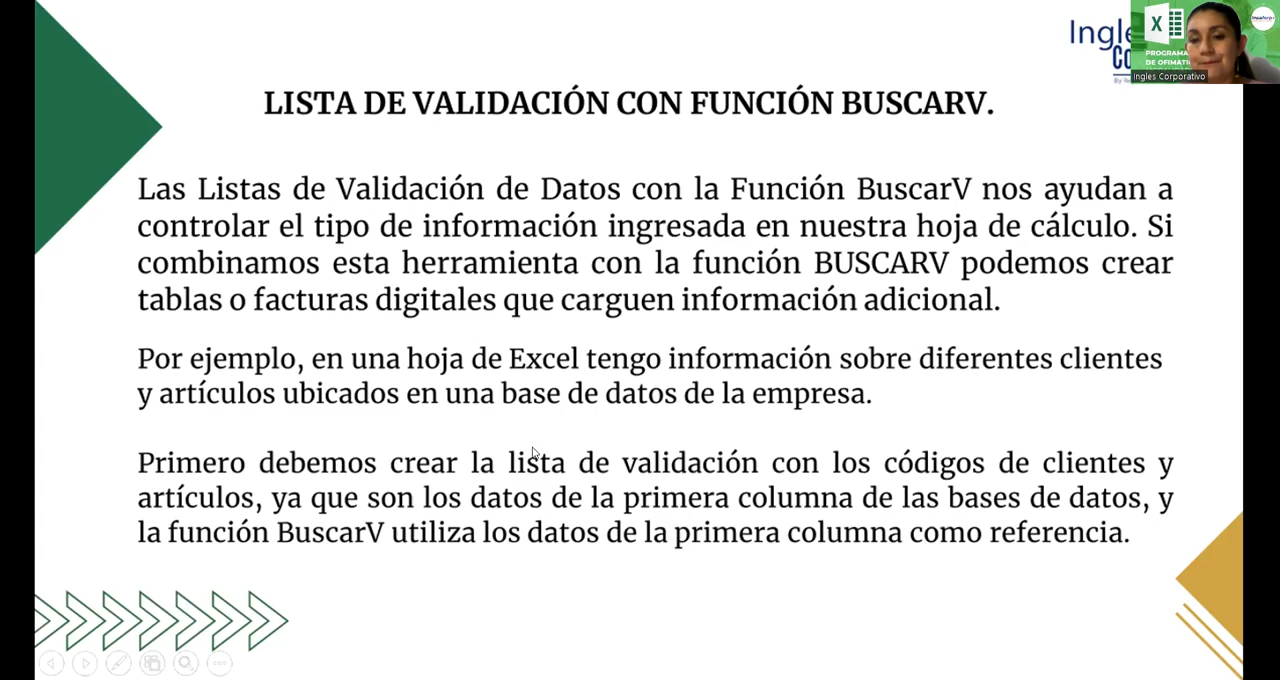 Ingle
Co
PROGRAMA
DE OFIMATI
Ingles Corporativo
LISTA DE VALIDACIÓN CON FUNCIÓN BUSCARV.
Las Listas de Validación de Datos con la Función BuscarV nos ayudan a
controlar el tipo de información ingresada en nuestra hoja de cálculo. Si
combinamos esta herramienta con la función BUSCARV podemos crear
tablas o facturas digitales que carguen información adicional.
Por ejemplo, en una hoja de Excel tengo información sobre diferentes clientes
y artículos ubicados en una base de datos de la empresa.
Primero debemos crear la lista de validación con los códigos de clientes y
artículos, ya que son los datos de la primera columna de las bases de datos, y
la función BuscarV utiliza los datos de la primera columna como referencia.